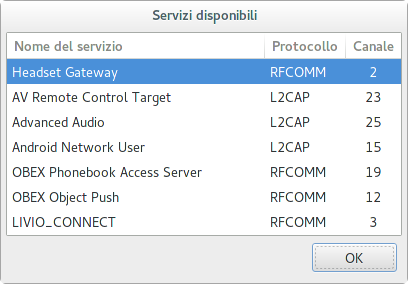 Servizi disponibili
Nome del servizio Protocollo Canale
Headset Gateway RFCOMM 2
AV Remote Control Target L2CAP 23
Advanced Audio L2CAP 25
Android Network User L2CAP 15
OBEX Phonebook Access Server RFCOMM 19
OBEX Object Push RFCOMM 12
LIVIO_CONNECT RFCOMM 3
OK